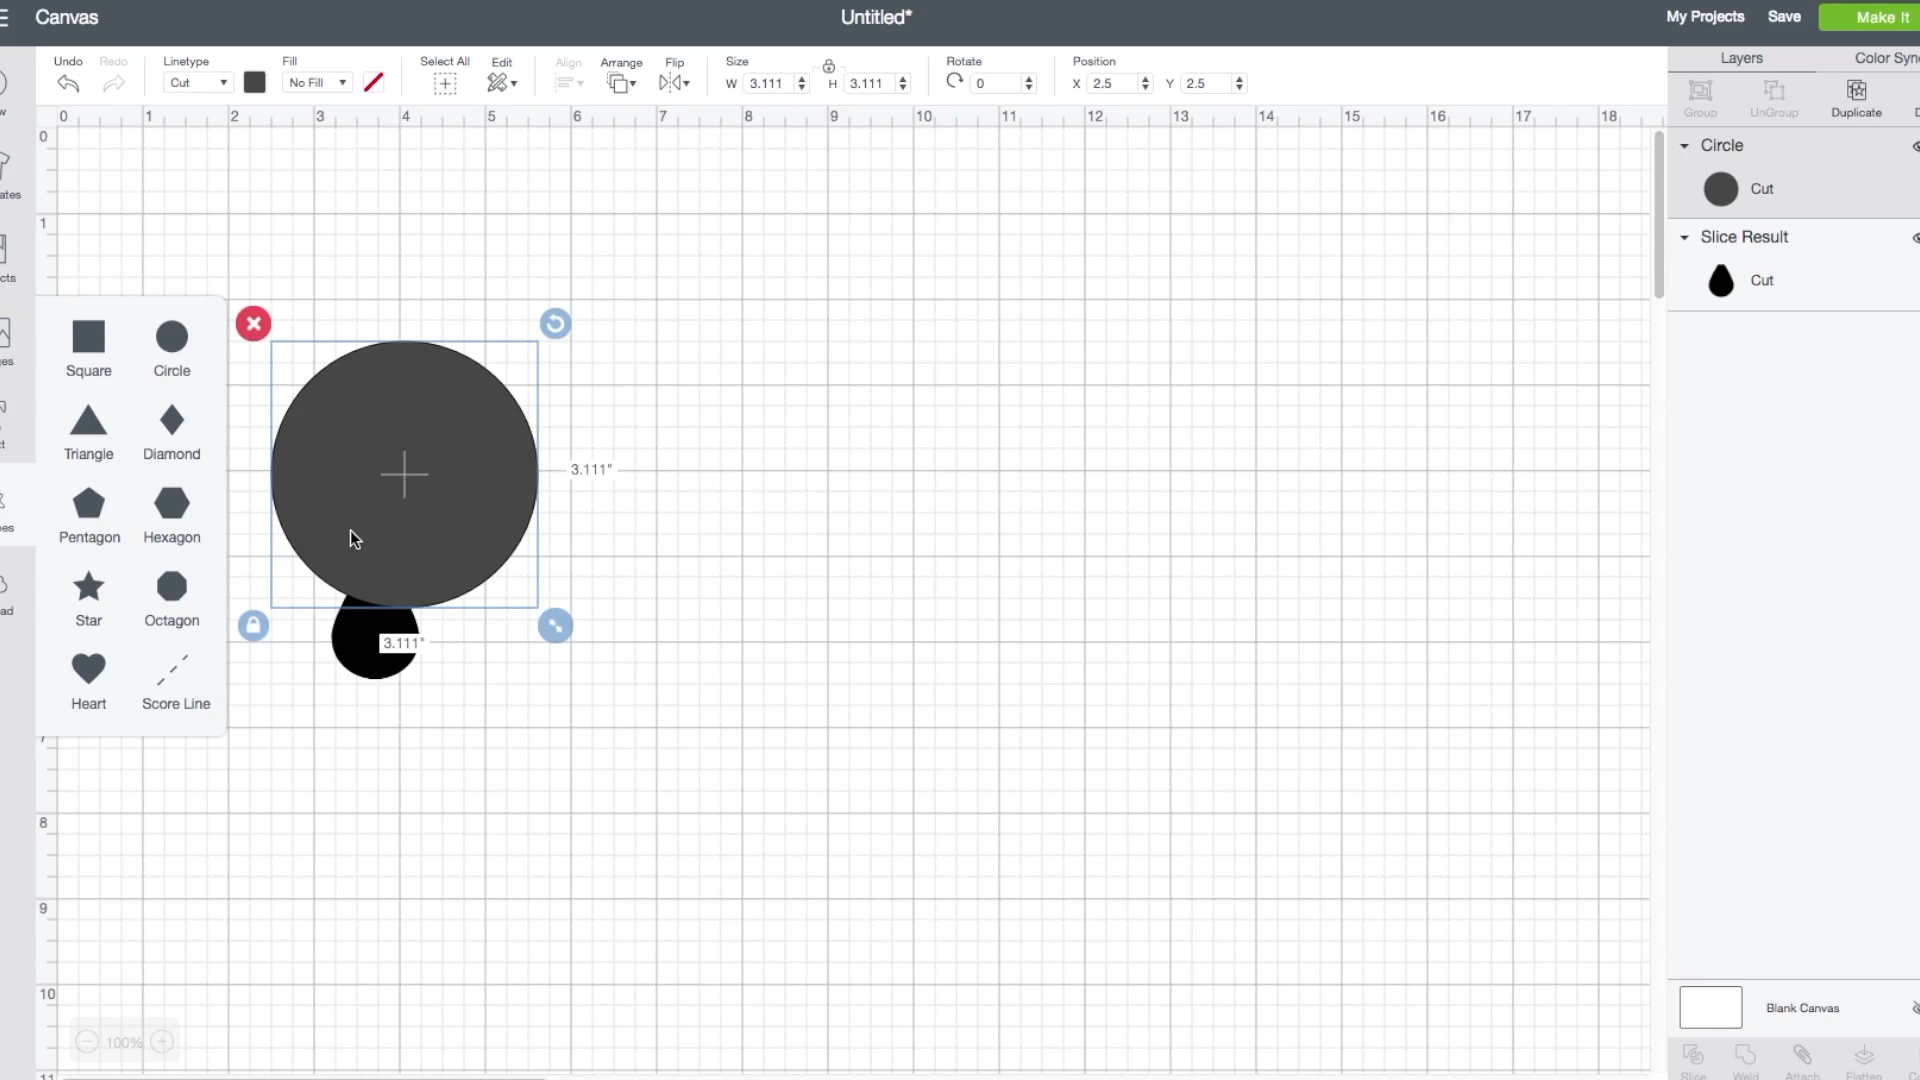 Canvas
Untitled*
My Projects Save Make It
Undo Redo Linetype Fill Select All Edit Align Arrange Flip Size Rotate Position
Cut No Fill W 3.111 H 3.111 0 X 2.5 Y 2.5
Layers Color Sync
Group UnGroup Duplicate
0 1 2 3 4 5 6 7 8 9 10 11 12 13 14 15 16 17 18
0
1
7
8
9
10
11
Circle
Cut
Slice Result
Cut
Square Circle
Triangle Diamond
Pentagon Hexagon
Star Octagon
Heart Score Line
3.111"
3.111"
100%
Blank Canvas
Slice Weld Attach Flatten